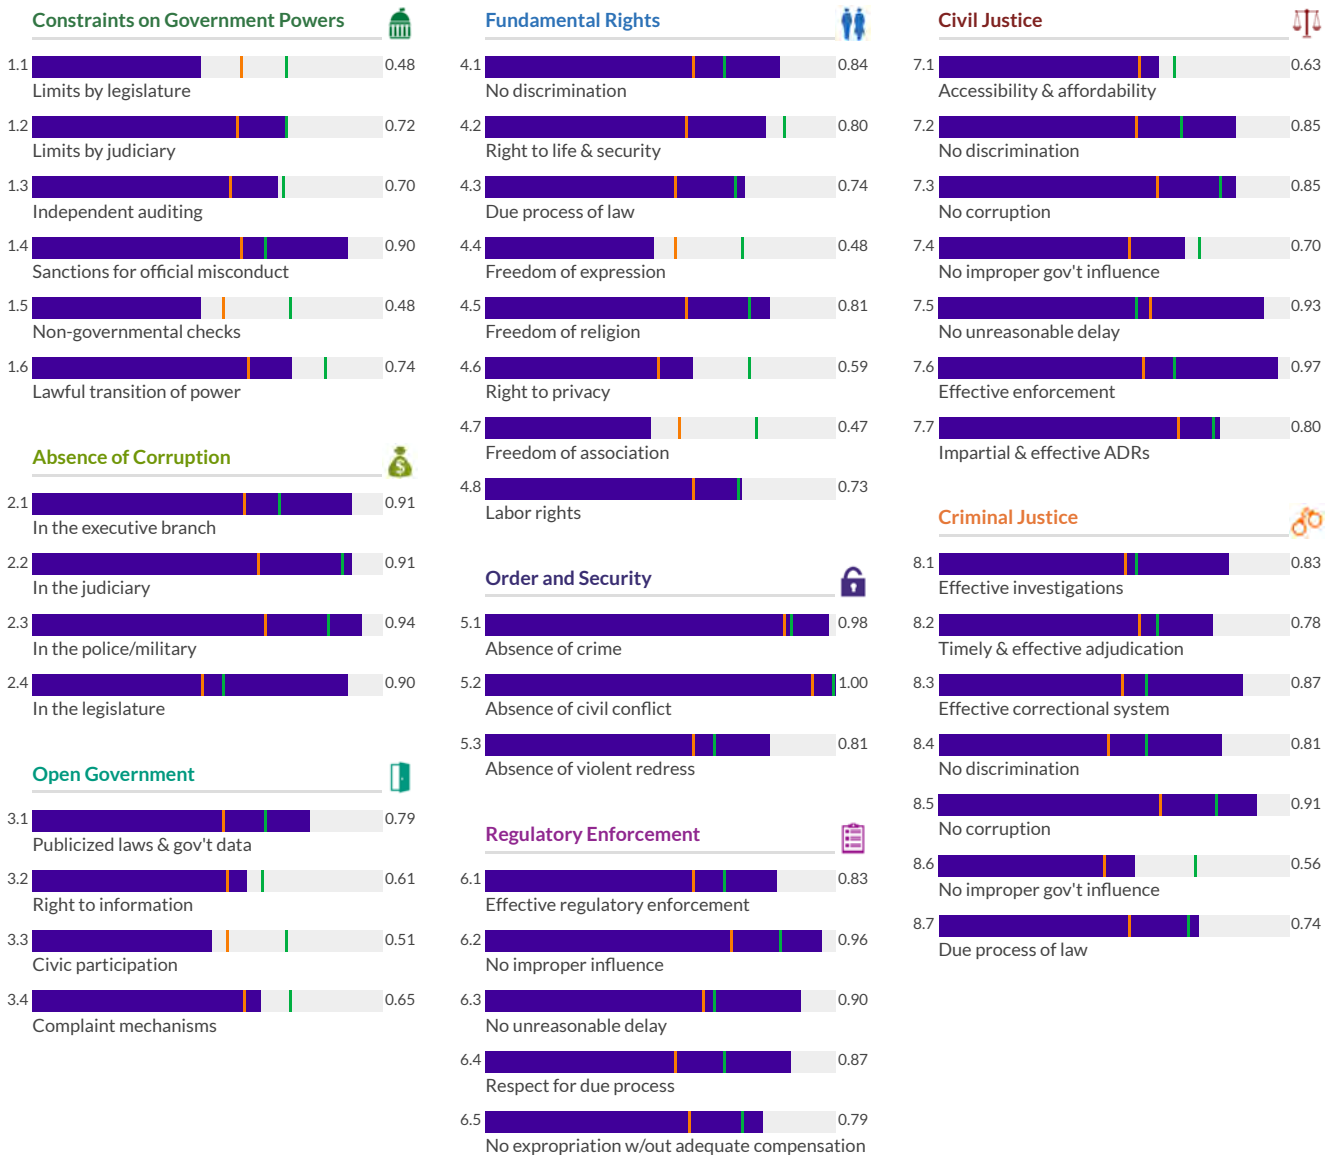 Constraints on Government Powers
1.1 0.48
Limits by legislature
1.2 0.72
Limits by judiciary
1.3 0.70
Independent auditing
1.4 0.90
Sanctions for official misconduct
1.5 0.48
Non-governmental checks
1.6 0.74
Lawful transition of power
Absence of Corruption
2.1 0.91
In the executive branch
2.2 0.91
In the judiciary
2.3 0.94
In the police/military
2.4 0.90
In the legislature
Open Government
3.1 0.79
Publicized laws & gov't data
3.2 0.61
Right to information
3.3 0.51
Civic participation
3.4 0.65
Complaint mechanisms
Fundamental Rights
4.1 0.84
No discrimination
4.2 0.80
Right to life & security
4.3 0.74
Due process of law
4.4 0.48
Freedom of expression
4.5 0.81
Freedom of religion
4.6 0.59
Right to privacy
4.7 0.47
Freedom of association
4.8 0.73
Labor rights
Order and Security
5.1 0.98
Absence of crime
5.2 1.00
Absence of civil conflict
5.3 0.81
Absence of violent redress
Regulatory Enforcement
6.1 0.83
Effective regulatory enforcement
6.2 0.96
No improper influence
6.3 0.90
No unreasonable delay
6.4 0.87
Respect for due process
6.5 0.79
No expropriation w/out adequate compensation
Civil Justice
7.1 0.63
Accessibility & affordability
7.2 0.85
No discrimination
7.3 0.85
No corruption
7.4 0.70
No improper gov't influence
7.5 0.93
No unreasonable delay
7.6 0.97
Effective enforcement
7.7 0.80
Impartial & effective ADRs
Criminal Justice
8.1 0.83
Effective investigations
8.2 0.78
Timely & effective adjudication
8.3 0.87
Effective correctional system
8.4 0.81
No discrimination
8.5 0.91
No corruption
8.6 0.56
No improper gov't influence
8.7 0.74
Due process of law